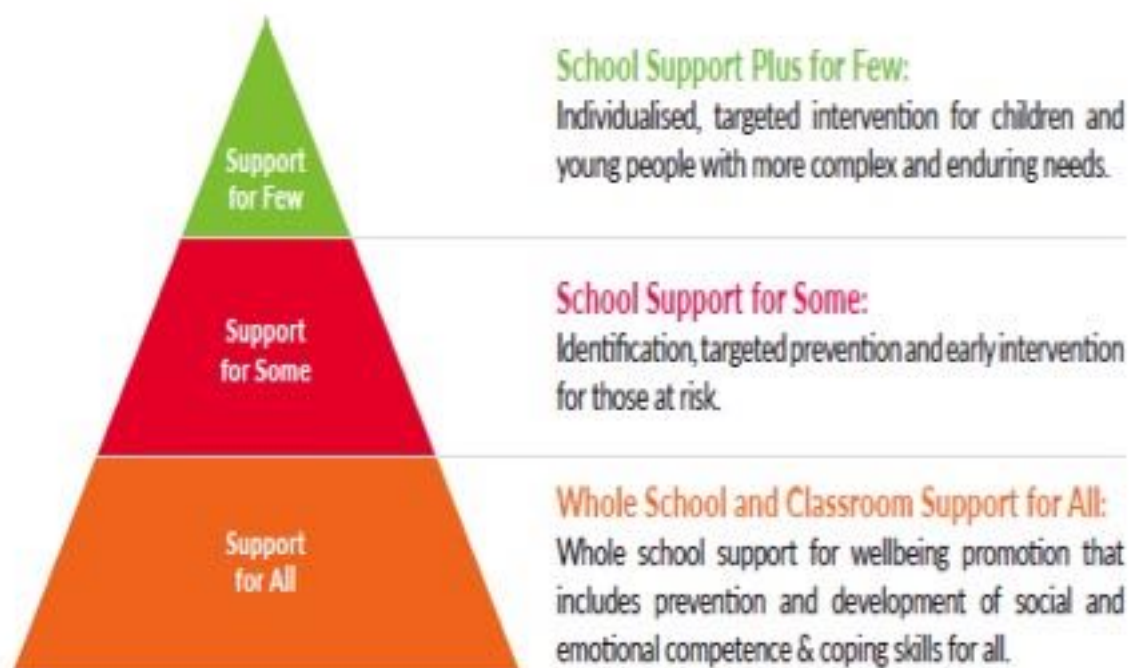 Support
for Few
School Support Plus for Few:
Individualised, targeted intervention for children and
young people with more complex and enduring needs.
Support
for Some
School Support for Some:
Identification, targeted prevention and early intervention
for those at risk.
Support
for All
Whole School and Classroom Support for All:
Whole school support for wellbeing promotion that
includes prevention and development of social and
emotional competence & coping skills for all.